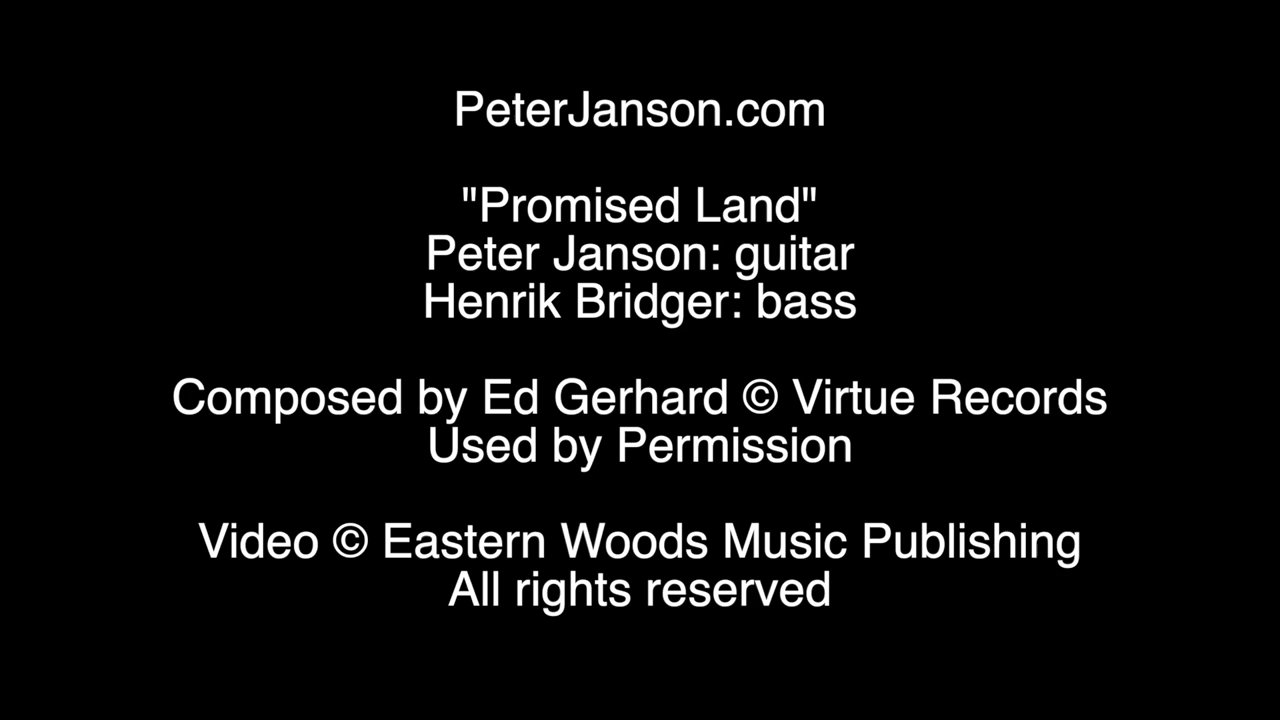 PeterJanson.com
"Promised Land"
Peter Janson: guitar
Henrik Bridger: bass
Composed by Ed Gerhard © Virtue Records
Used by Permission
Video © Eastern Woods Music Publishing
All rights reserved